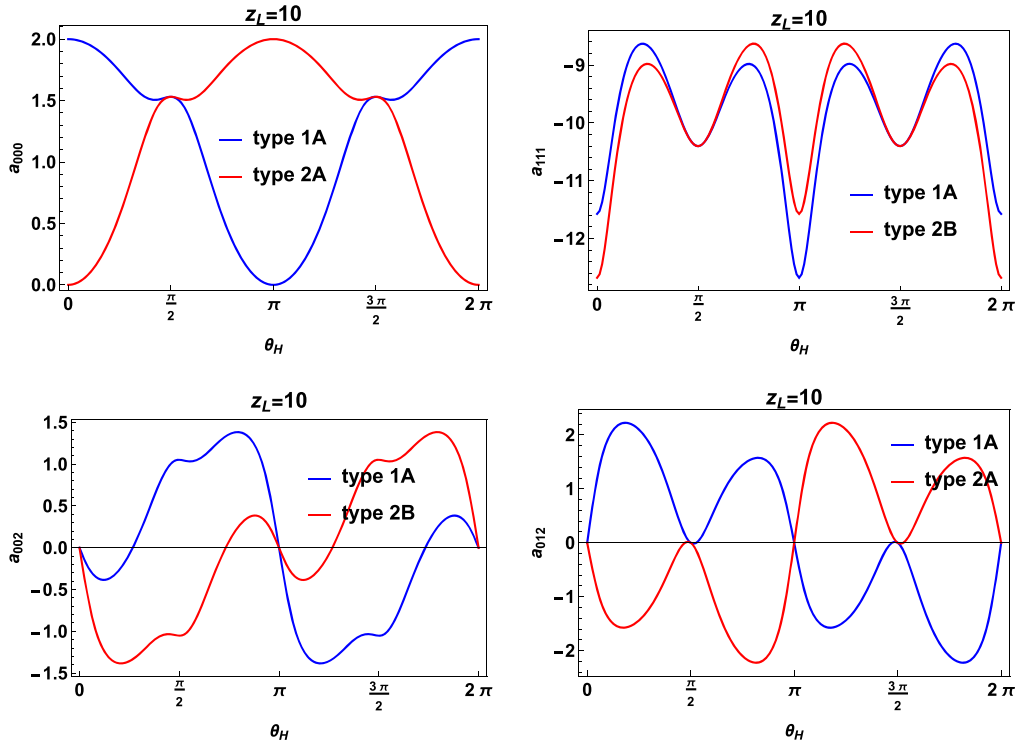 z_L=10
a_000
2.0
1.5
1.0
0.5
0.0
type 1A
type 2A
0 π/2 π 3π/2 2π
θ_H
z_L=10
a_111
−9
−10
−11
−12
type 1A
type 2B
0 π/2 π 3π/2 2π
θ_H
z_L=10
a_002
1.5
1.0
0.5
0.0
−0.5
−1.0
−1.5
type 1A
type 2B
0 π/2 π 3π/2 2π
θ_H
z_L=10
a_012
2
1
0
−1
−2
type 1A
type 2A
0 π/2 π 3π/2 2π
θ_H